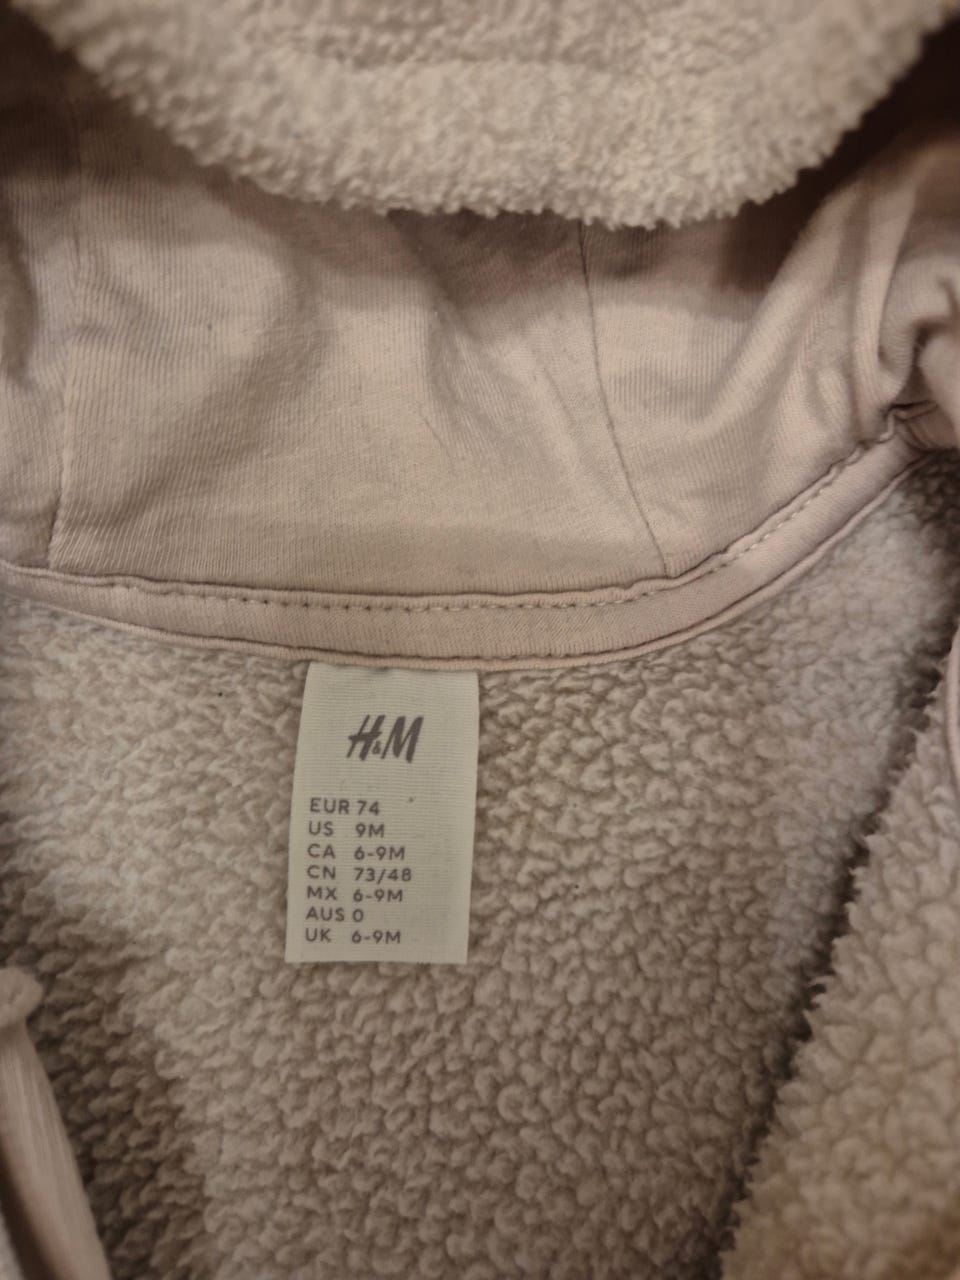 H&M
EUR 74
US 9M
CA 6-9M
CN 73/48
MX 6-9M
AUS 0
UK 6-9M